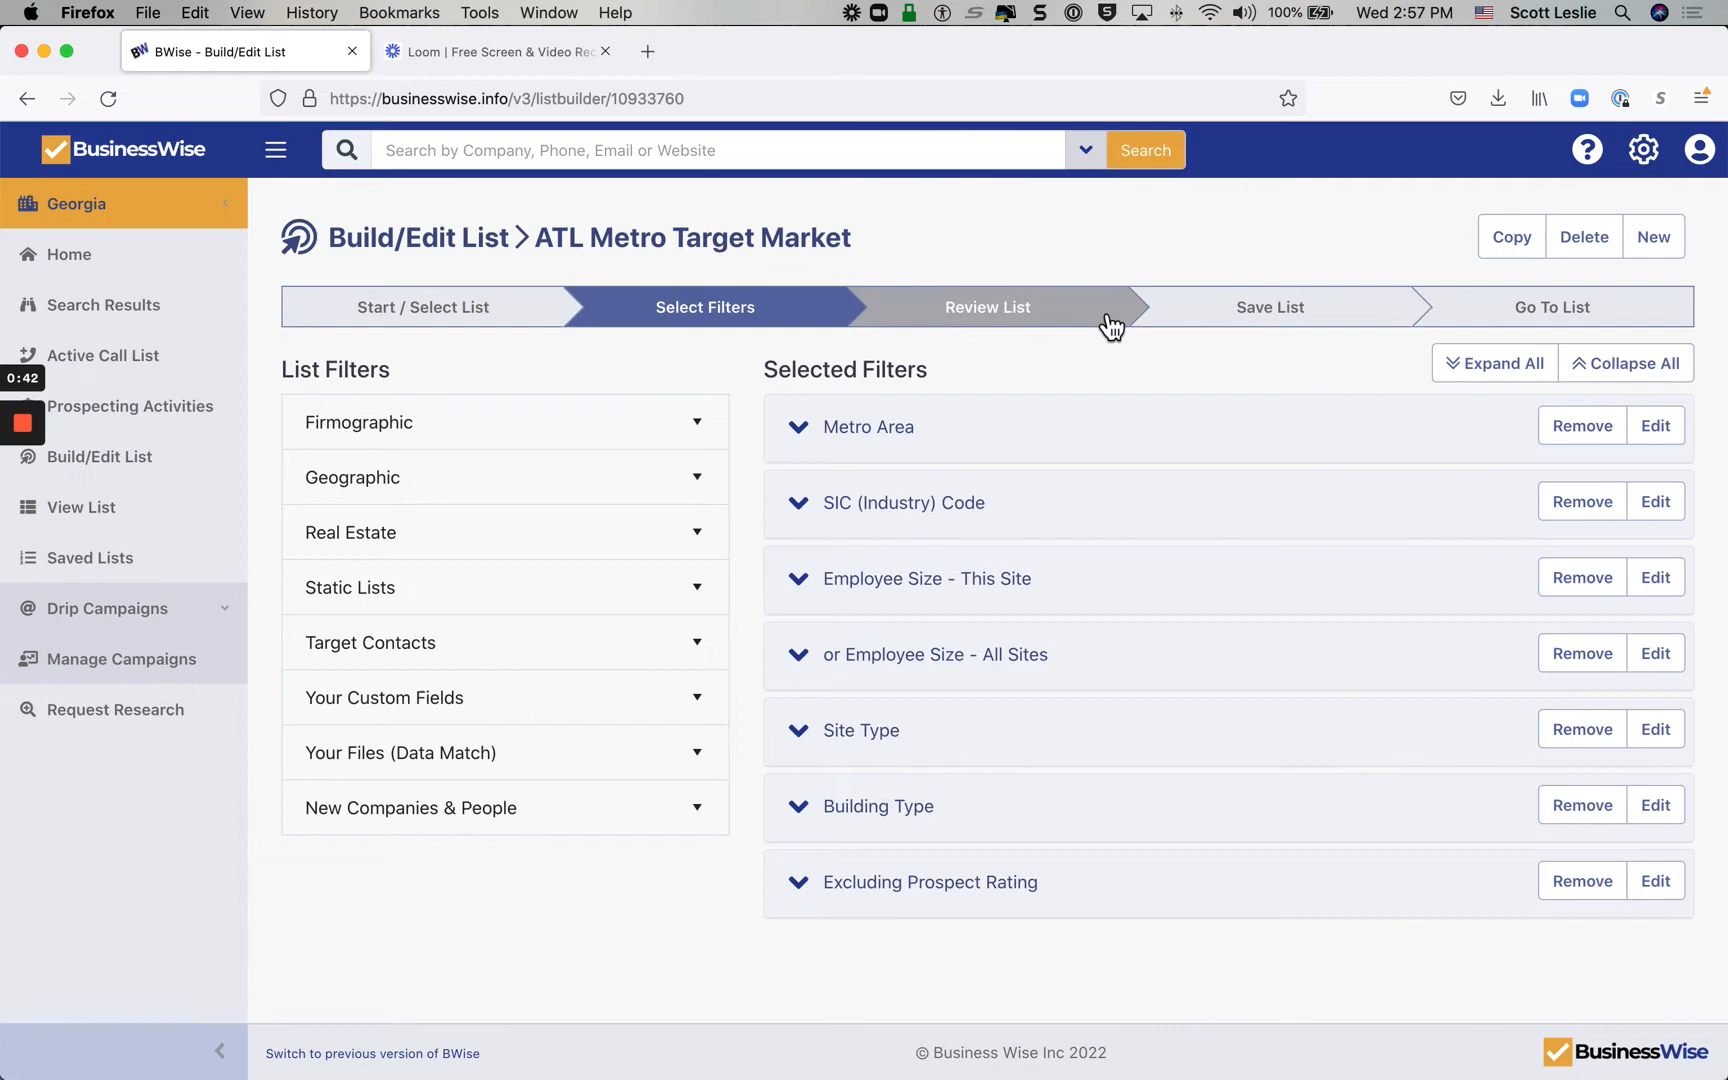 Firefox File Edit View History Bookmarks Tools Window Help 100% Wed 2:57 PM Scott Leslie
BWise - Build/Edit List Loom | Free Screen & Video Rec
https://businesswise.info/v3/listbuilder/10933760
BusinessWise Search by Company, Phone, Email or Website Search
Georgia
Home
Search Results
Active Call List
0:42
Prospecting Activities
Build/Edit List
View List
Saved Lists
Drip Campaigns
Manage Campaigns
Request Research
Build/Edit List > ATL Metro Target Market
Copy Delete New
Start / Select List Select Filters Review List Save List Go To List
List Filters
Firmographic
Geographic
Real Estate
Static Lists
Target Contacts
Your Custom Fields
Your Files (Data Match)
New Companies & People
Selected Filters Expand All Collapse All
Metro Area Remove Edit
SIC (Industry) Code Remove Edit
Employee Size - This Site Remove Edit
or Employee Size - All Sites Remove Edit
Site Type Remove Edit
Building Type Remove Edit
Excluding Prospect Rating Remove Edit
Switch to previous version of BWise © Business Wise Inc 2022 BusinessWise